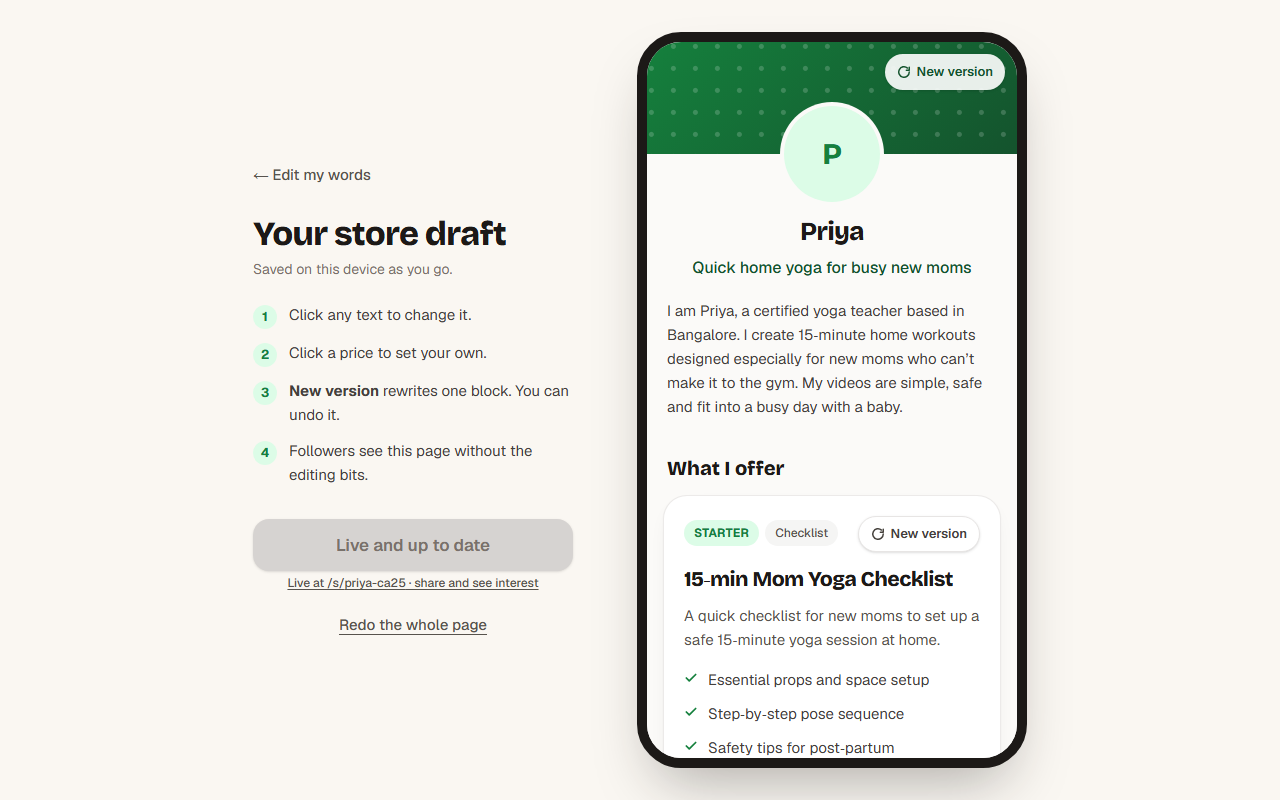 ← Edit my words
Your store draft
Saved on this device as you go.
1 Click any text to change it.
2 Click a price to set your own.
3 New version rewrites one block. You can
undo it.
4 Followers see this page without the
editing bits.
Live and up to date
Live at /s/priya-ca25 · share and see interest
Redo the whole page
New version
P
Priya
Quick home yoga for busy new moms
I am Priya, a certified yoga teacher based in
Bangalore. I create 15-minute home workouts
designed especially for new moms who can’t
make it to the gym. My videos are simple, safe
and fit into a busy day with a baby.
What I offer
STARTER Checklist New version
15-min Mom Yoga Checklist
A quick checklist for new moms to set up a
safe 15-minute yoga session at home.
Essential props and space setup
Step-by-step pose sequence
Safety tips for post-partum